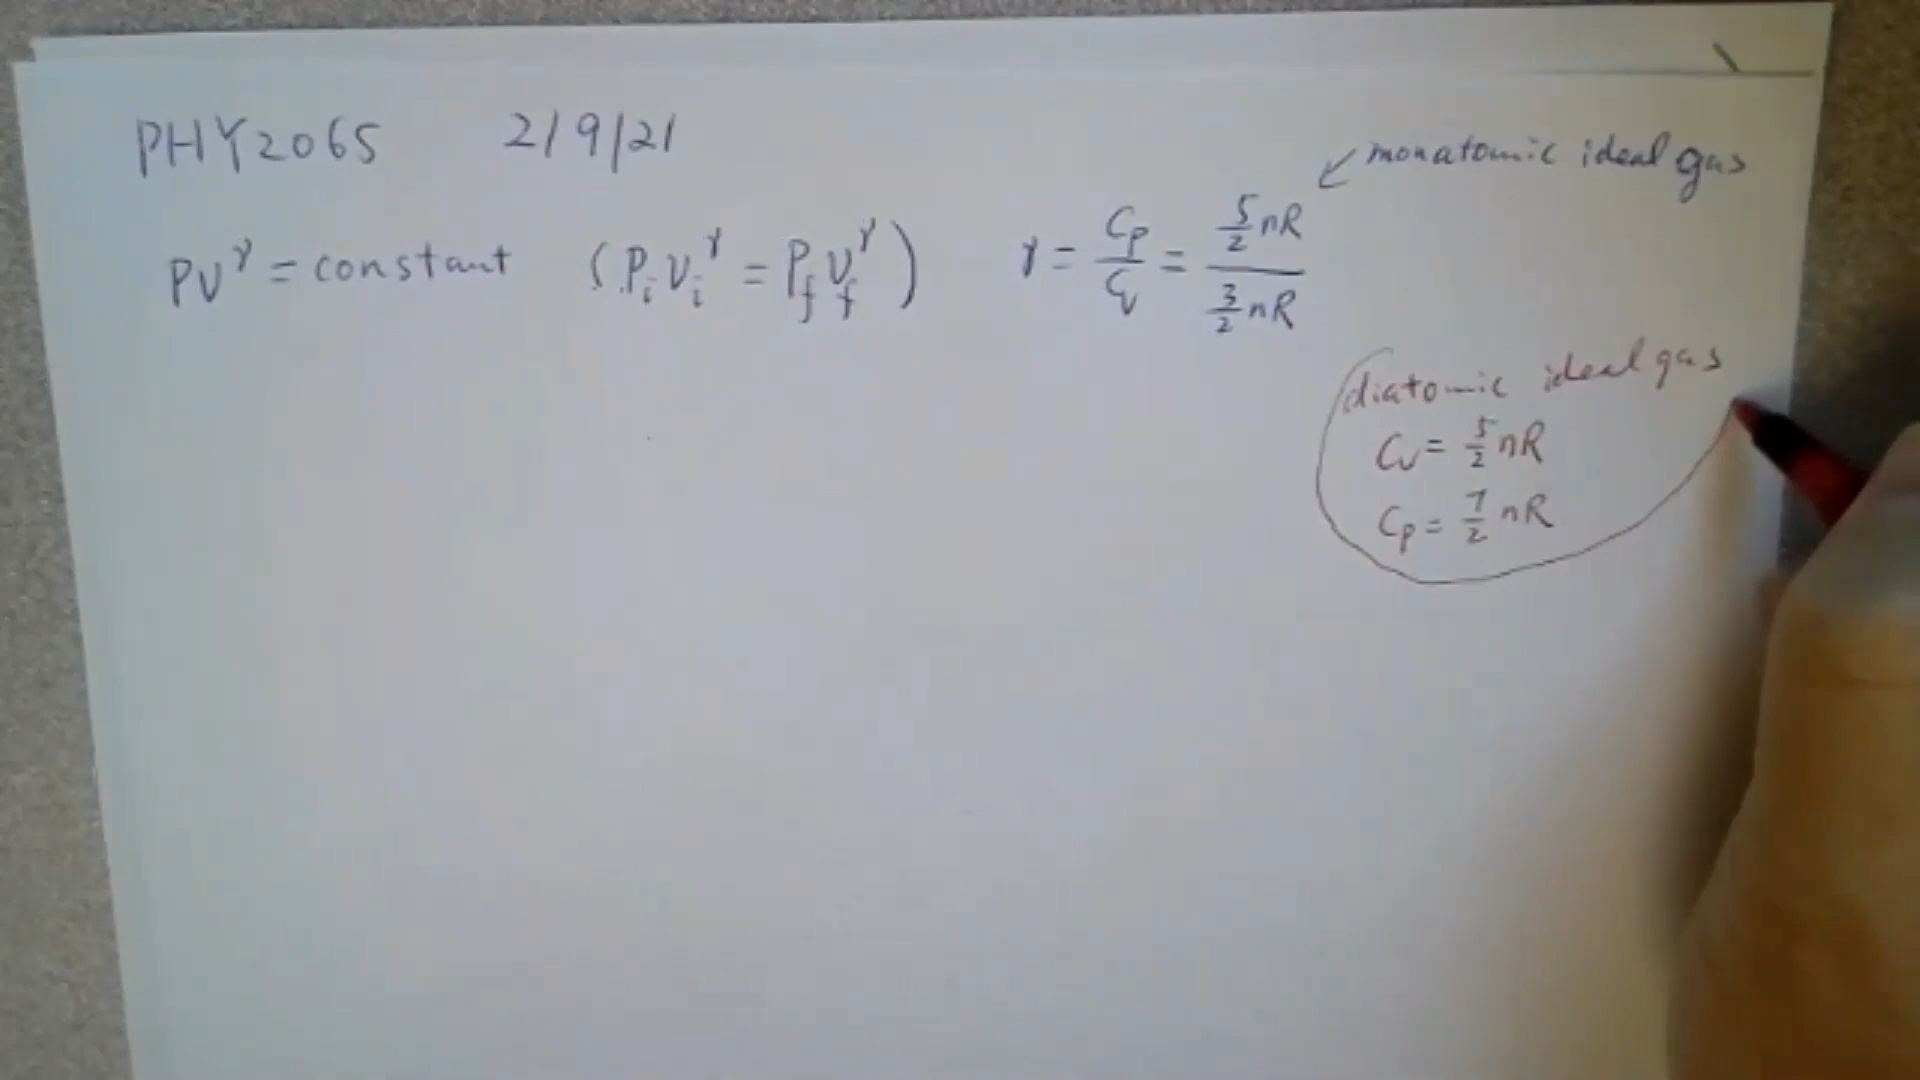 PHY2065 2/9/21
monatomic ideal gas
PV^γ = constant (P_i V_i^γ = P_f V_f^γ) γ = C_p/C_v = (5/2 nR)/(3/2 nR)
diatomic ideal gas
C_v = 5/2 nR
C_p = 7/2 nR